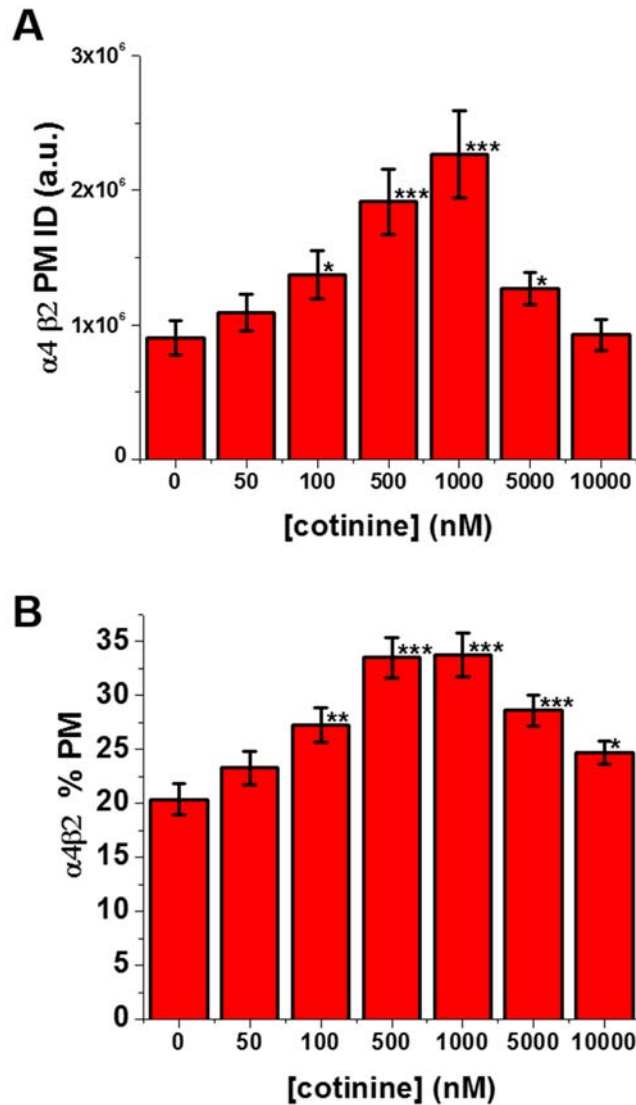 A
3x10⁶
2x10⁶
1x10⁶
0
α4 β2 PM ID (a.u.)
*
***
***
*
0 50 100 500 1000 5000 10000
[cotinine] (nM)
B
35
30
25
20
15
10
5
0
α4β2 % PM
**
***
***
***
*
0 50 100 500 1000 5000 10000
[cotinine] (nM)